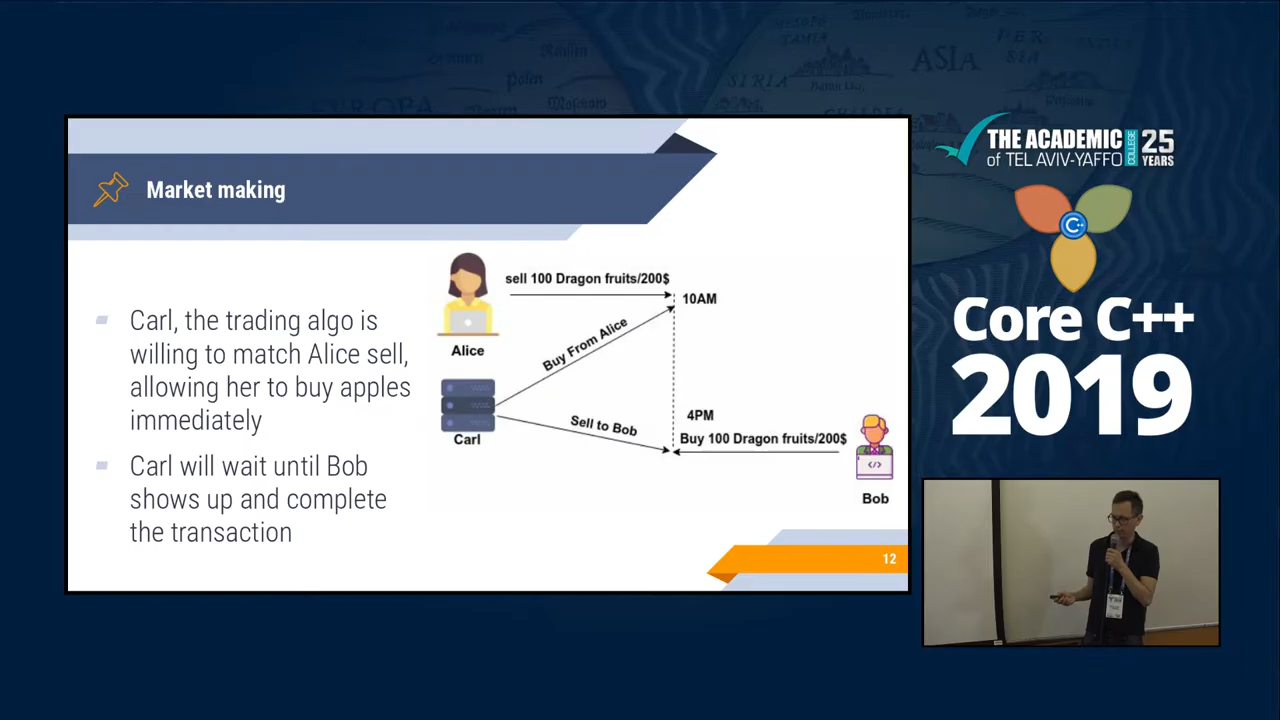 EUROPA
ASIA
SIRIA
THE ACADEMIC
of TEL AVIV-YAFFO
COLLEGE
25
YEARS
Market making
Carl, the trading algo is
willing to match Alice sell,
allowing her to buy apples
immediately
Carl will wait until Bob
shows up and complete
the transaction
sell 100 Dragon fruits/200$
10AM
Buy From Alice
Alice
Carl
Sell to Bob
4PM
Buy 100 Dragon fruits/200$
</>
Bob
12
C++
Core C++
2019